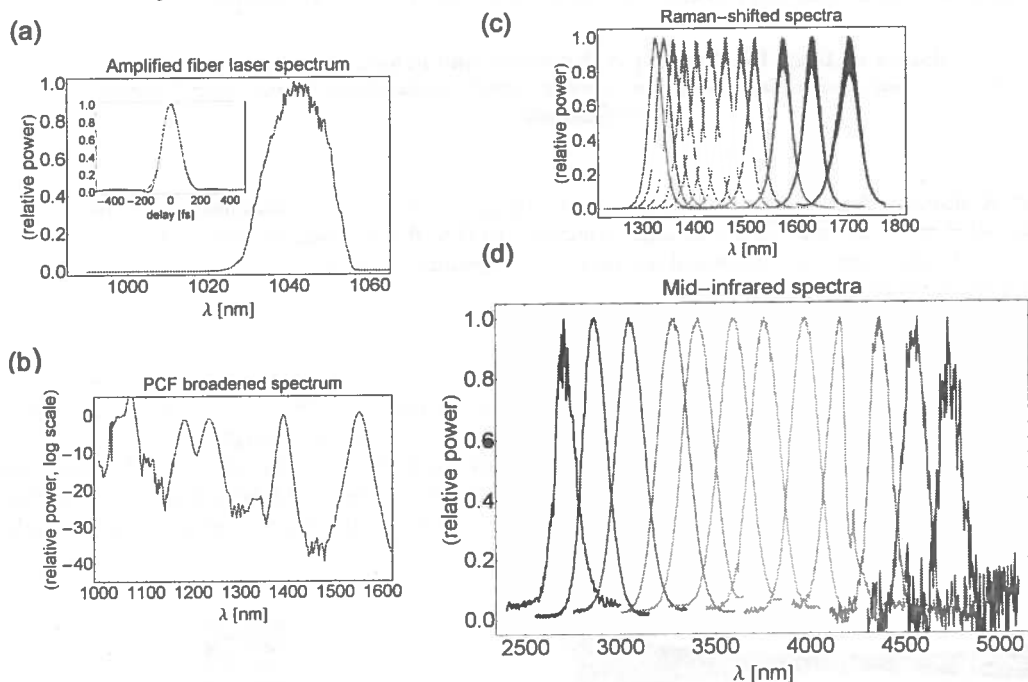 (a)
Amplified fiber laser spectrum
(relative power)
1.0
0.8
0.6
0.4
0.2
0.0
1.0
0.8
0.6
0.4
0.2
0.0
-400 -200 0 200 400
delay [fs]
1000 1020 1040 1060
λ [nm]
(b)
PCF broadened spectrum
(relative power, log scale)
0
-10
-20
-30
-40
1000 1100 1200 1300 1400 1500 1600
λ [nm]
(c)
Raman-shifted spectra
(relative power)
1.0
0.8
0.6
0.4
0.2
0.0
1300 1400 1500 1600 1700 1800
λ [nm]
(d)
Mid-infrared spectra
(relative power)
1.0
0.8
0.6
0.4
0.2
0.0
2500 3000 3500 4000 4500 5000
λ [nm]